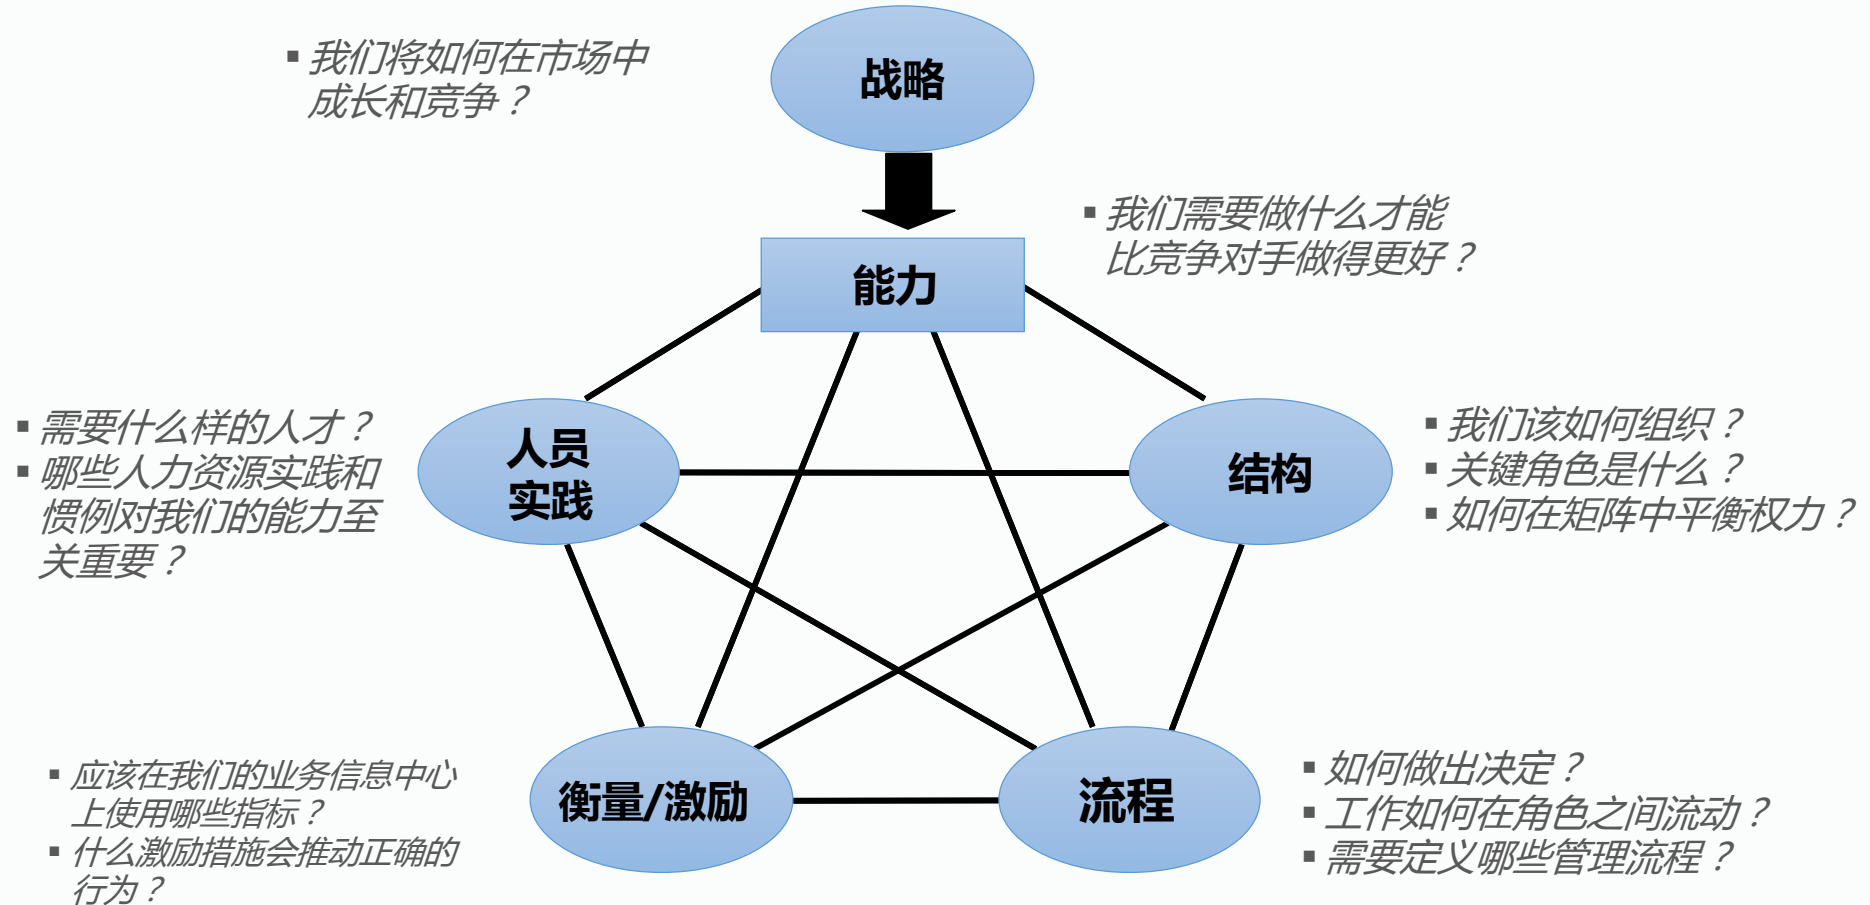 战略
▪ 我们将如何在市场中
成长和竞争？
▪ 我们需要做什么才能
比竞争对手做得更好？
能力
▪ 需要什么样的人才？
▪ 哪些人力资源实践和
惯例对我们的能力至
关重要？
人员
实践
结构
▪ 我们该如何组织？
▪ 关键角色是什么？
▪ 如何在矩阵中平衡权力？
▪ 应该在我们的业务信息中心
上使用哪些指标？
▪ 什么激励措施会推动正确的
行为？
衡量/激励
流程
▪ 如何做出决定？
▪ 工作如何在角色之间流动？
▪ 需要定义哪些管理流程？